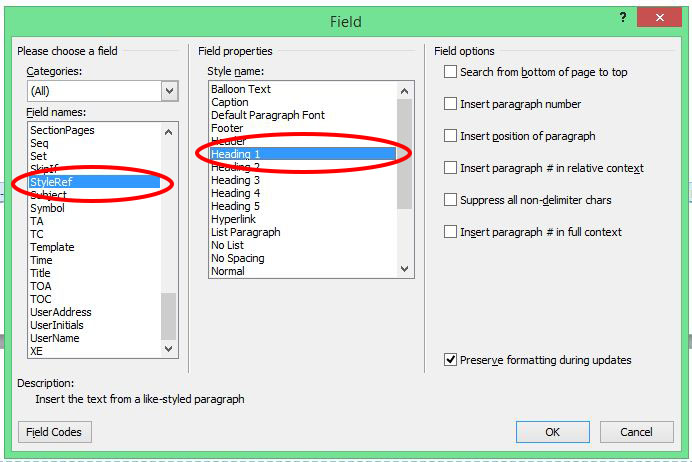 Field
?
Please choose a field
Categories:
(All)
Field names:
SectionPages
Seq
Set
SkipIf
StyleRef
Subject
Symbol
TA
TC
Template
Time
Title
TOA
TOC
UserAddress
UserInitials
UserName
XE
Field properties
Style name:
Balloon Text
Caption
Default Paragraph Font
Footer
Header
Heading 1
Heading 2
Heading 3
Heading 4
Heading 5
Hyperlink
List Paragraph
No List
No Spacing
Normal
Field options
Search from bottom of page to top
Insert paragraph number
Insert position of paragraph
Insert paragraph # in relative context
Suppress all non-delimiter chars
Insert paragraph # in full context
Preserve formatting during updates
Description:
Insert the text from a like-styled paragraph
Field Codes
OK
Cancel